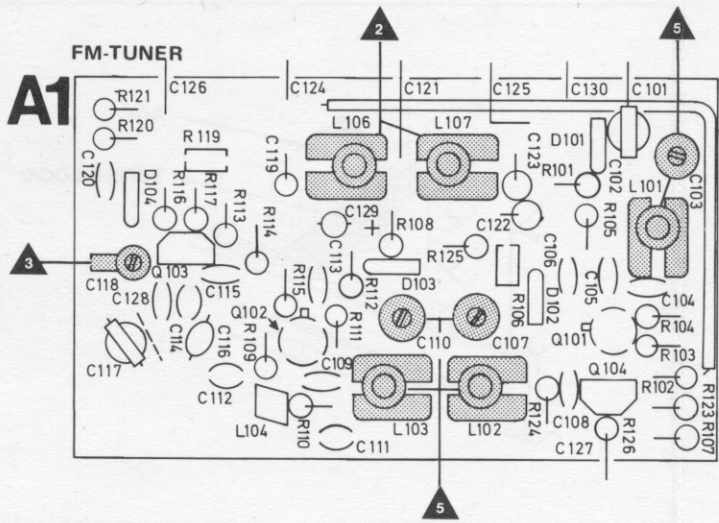 2
5
FM-TUNER
A1
C126
C124
C121
C125
C130
C101
R121
R120
R119
L106
L107
D101
C119
C123
C102
C103
C120
D104
R116
R117
R113
R101
L101
R114
C129
R108
C122
R105
3
C118
Q103
C115
C113
R125
C106
C128
R115
R112
D103
R106
D102
C105
C104
Q102
R111
C110
C107
Q101
R104
C114
C116
R109
R103
C117
C109
Q104
C112
R102
R123
L104
R110
L103
L102
R124
C108
R126
R107
C111
C127
5